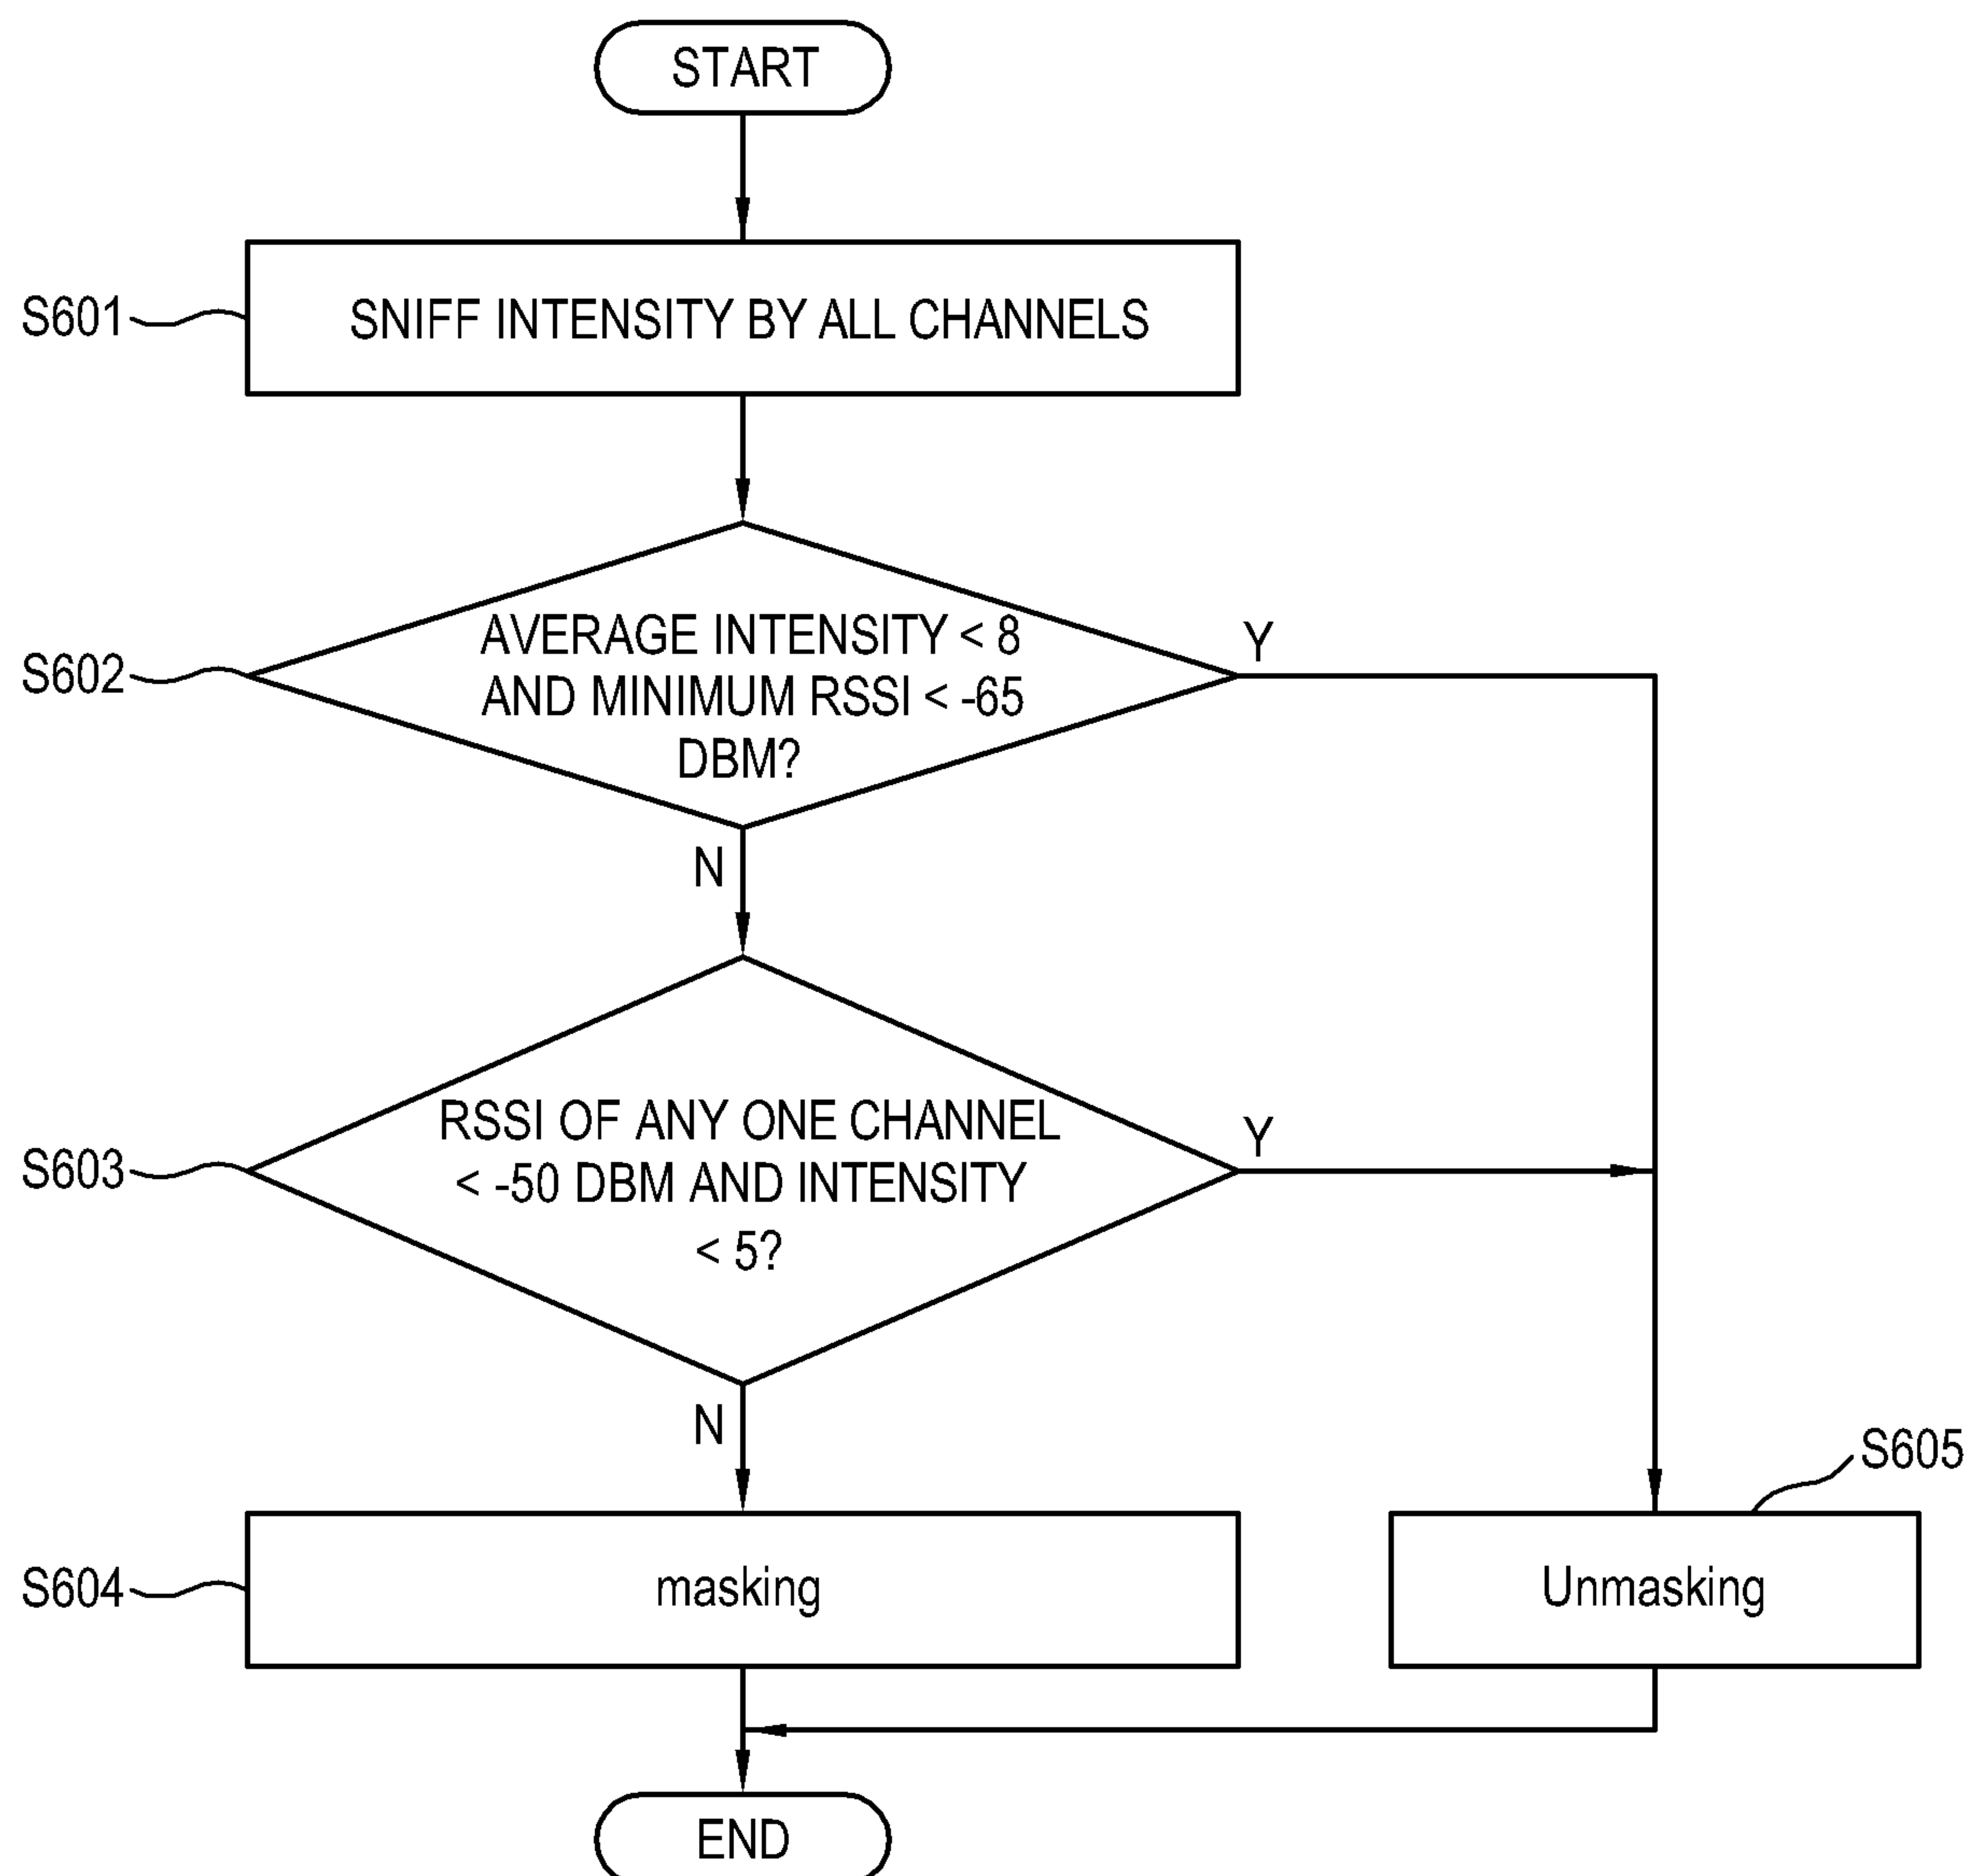 START
S601
SNIFF INTENSITY BY ALL CHANNELS
S602
AVERAGE INTENSITY < 8
AND MINIMUM RSSI < -65
DBM?
Y
N
S603
RSSI OF ANY ONE CHANNEL
< -50 DBM AND INTENSITY
< 5?
Y
N
S605
S604
masking
Unmasking
END